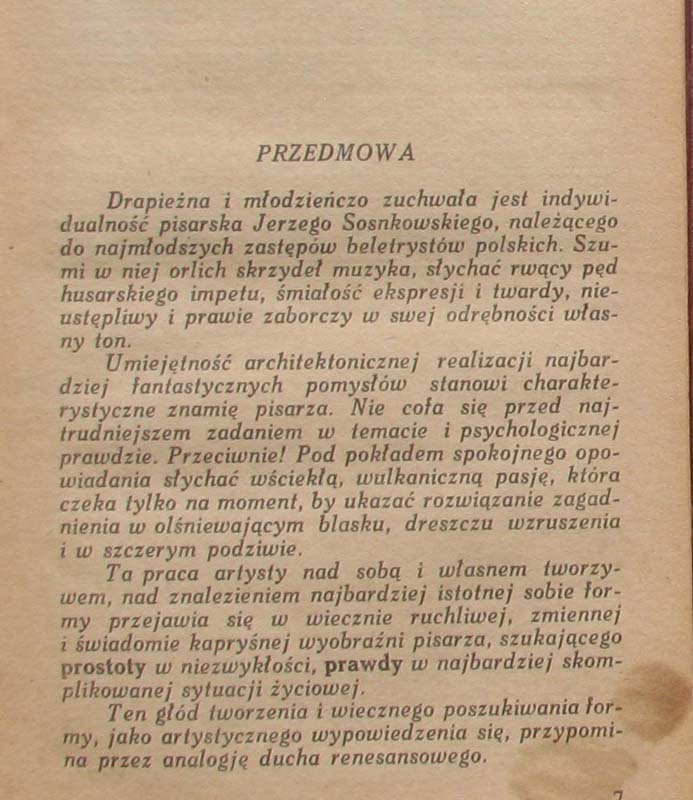 PRZEDMOWA
Drapieżna i młodzieńczo zuchwała jest indywi-
dualność pisarska Jerzego Sosnkowskiego, należącego
do najmłodszych zastępów beletrystów polskich. Szu-
mi w niej orlich skrzydeł muzyka, słychać rwący pęd
husarskiego impetu, śmiałość ekspresji i twardy, nie-
ustępliwy i prawie zaborczy w swej odrębności włas-
ny ton.
Umiejętność architektonicznej realizacji najbar-
dziej fantastycznych pomysłów stanowi charakte-
rystyczne znamię pisarza. Nie cofa się przed naj-
trudniejszem zadaniem w temacie i psychologicznej
prawdzie. Przeciwnie! Pod pokładem spokojnego opo-
wiadania słychać wściekłą, wulkaniczną pasję, która
czeka tylko na moment, by ukazać rozwiązanie zagad-
nienia w olśniewającym blasku, dreszczu wzruszenia
i w szczerym podziwie.
Ta praca artysty nad sobą i własnem tworzy-
wem, nad znalezieniem najbardziej istotnej sobie for-
my przejawia się w wiecznie ruchliwej, zmiennej
i świadomie kapryśnej wyobraźni pisarza, szukającego
prostoty w niezwykłości, prawdy w najbardziej skom-
plikowanej sytuacji życiowej.
Ten głód tworzenia i wiecznego poszukiwania for-
my, jako artystycznego wypowiedzenia się, przypomi-
na przez analogję ducha renesansowego.
7